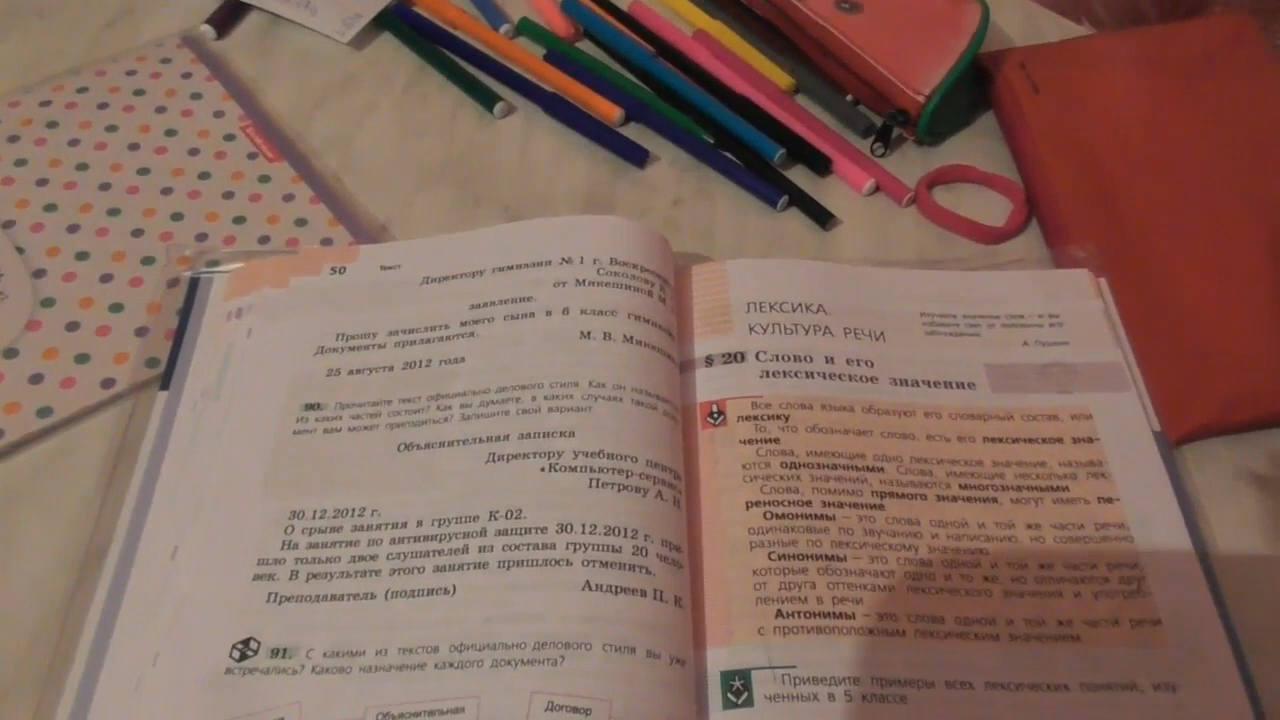 50
Текст
Директору гимназии № 1 г.
Соколову
от Микешиной М.
заявление.
Прошу зачислить моего сына в 6 класс
Документы прилагаются.
М. В.
25 августа 2012 года
90. Прочитайте текст официально-делового стиля. Как он
Из каких частей состоит? Как вы думаете, в каких случаях такой
мент вам может пригодиться? Запишите свой вариант.
Объяснительная записка
Директору учебного
«Компьютер-сервис»
Петрову А. Н.
30.12.2012 г.
О срыве занятия в группе К-02.
На занятие по антивирусной защите 30.12.2012 г. при-
шло только двое слушателей из состава группы 20 чело-
век. В результате этого занятие пришлось отменить.
Преподаватель (подпись)
Андреев П. К.
91. С какими из текстов официально-делового стиля вы уже
встречались? Каково назначение каждого документа?
Объяснительная
Договор
ЛЕКСИКА.
КУЛЬТУРА РЕЧИ
А. Пушкин
§ 20 Слово и его
лексическое значение
Все слова языка образуют его словарный состав, или
лексику.
То, что обозначает слово, есть его лексическое зна-
чение.
Слова, имеющие одно лексическое значение, называ-
ются однозначными. Слова, имеющие несколько лек-
сических значений, называются многозначными.
Слова, помимо прямого значения, могут иметь пе-
реносное значение.
Омонимы – это слова одной и той же части речи,
одинаковые по звучанию и написанию, но совершенно
разные по лексическому значению.
Синонимы – это слова одной и той же части речи,
которые обозначают одно и то же, но отличаются друг
от друга оттенками лексического значения и употреб-
лением в речи.
Антонимы – это слова одной и той же части речи
с противоположным лексическим значением.
Приведите примеры всех лексических понятий, изу-
ченных в 5 классе.